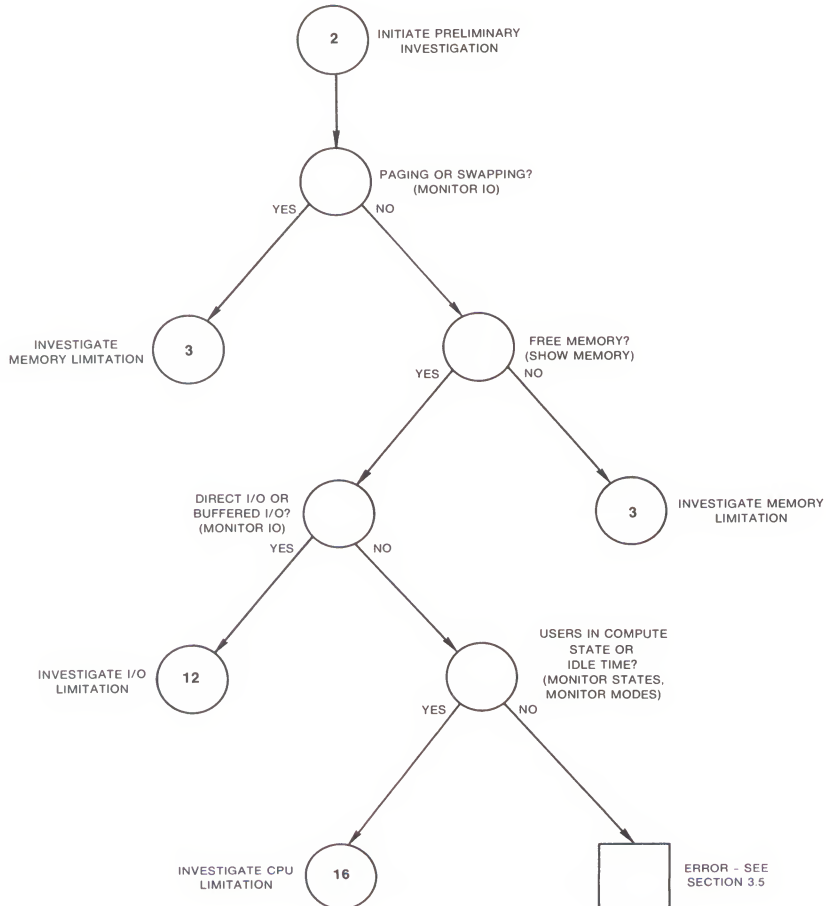 2
INITIATE PRELIMINARY
INVESTIGATION
PAGING OR SWAPPING?
(MONITOR IO)
YES
NO
INVESTIGATE
MEMORY LIMITATION
3
FREE MEMORY?
(SHOW MEMORY)
YES
NO
DIRECT I/O OR
BUFFERED I/O?
(MONITOR IO)
YES
NO
3
INVESTIGATE MEMORY
LIMITATION
INVESTIGATE I/O
LIMITATION
12
USERS IN COMPUTE
STATE OR
IDLE TIME?
(MONITOR STATES,
MONITOR MODES)
YES
NO
INVESTIGATE CPU
LIMITATION
16
ERROR - SEE
SECTION 3.5